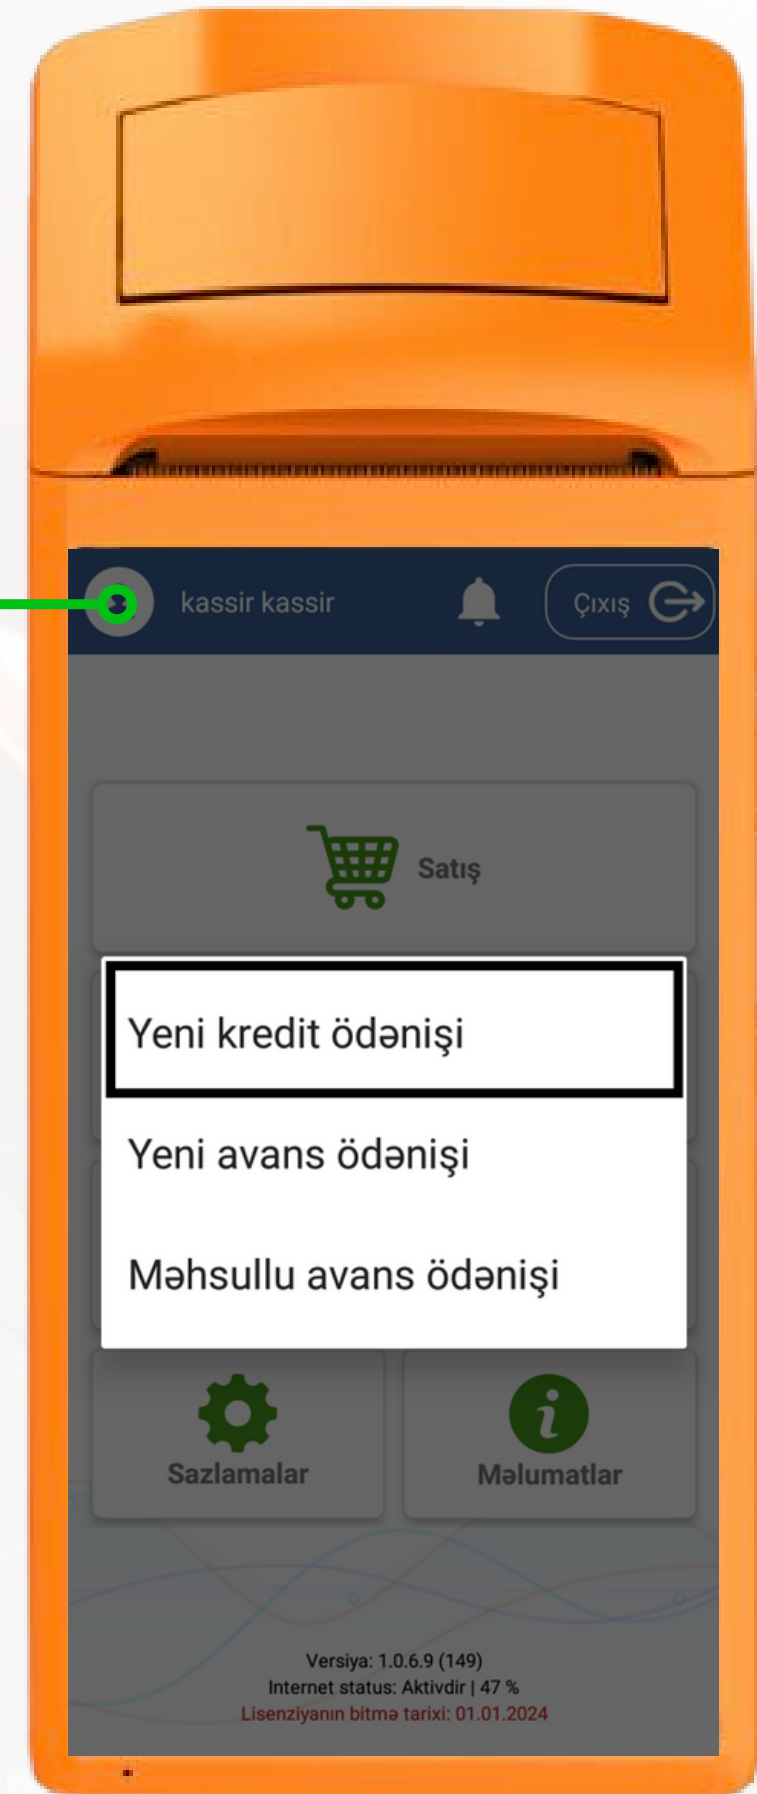 kassir kassir
Çıxış
Satış
Yeni kredit ödənişi
Yeni avans ödənişi
Məhsullu avans ödənişi
Sazlamalar
Məlumatlar
Versiya: 1.0.6.9 (149)
Internet status: Aktivdir | 47 %
Lisenziyanın bitmə tarixi: 01.01.2024